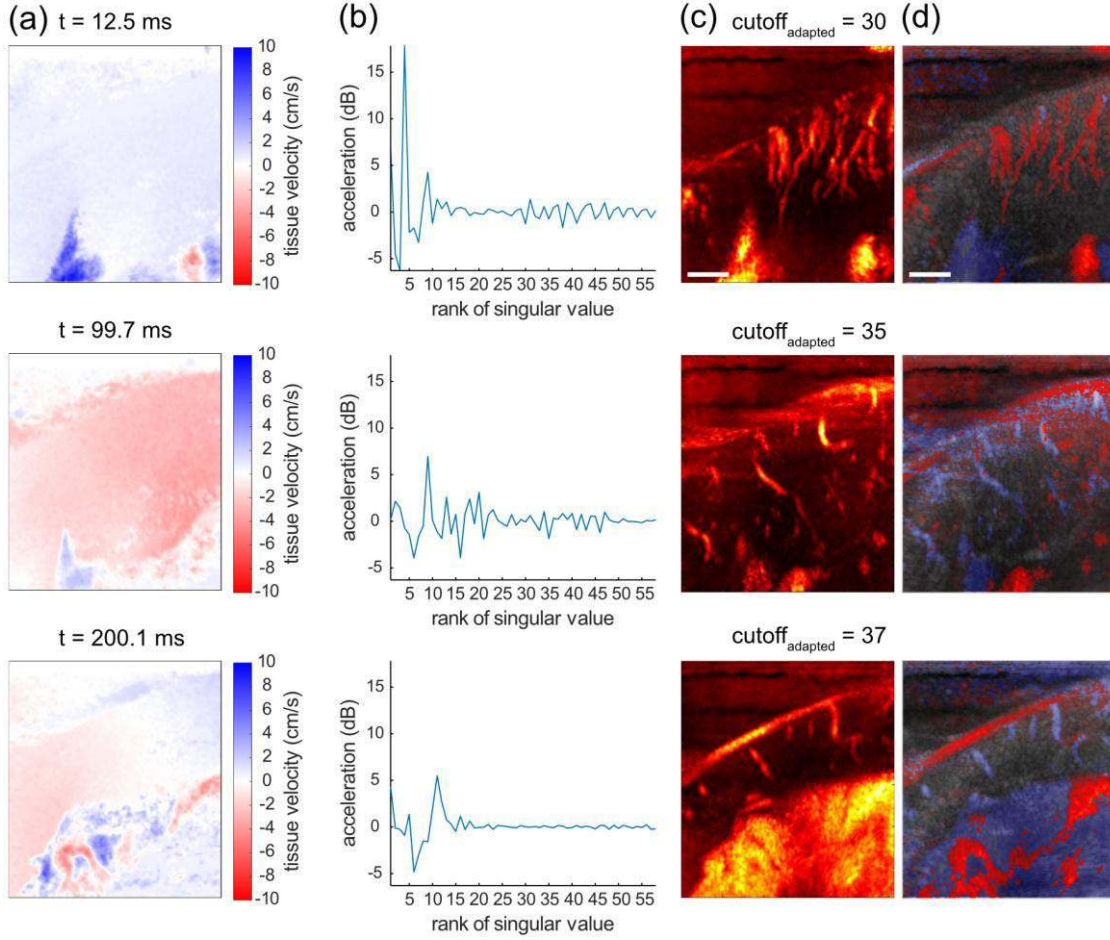 (a) t = 12.5 ms
(b)
(c) cutoff_adapted = 30 (d)
10
8
6
4
2
0
-2
-4
-6
-8
-10
tissue velocity (cm/s)
15
10
5
0
-5
acceleration (dB)
5 10 15 20 25 30 35 40 45 50 55
rank of singular value
t = 99.7 ms
cutoff_adapted = 35
10
8
6
4
2
0
-2
-4
-6
-8
-10
tissue velocity (cm/s)
15
10
5
0
-5
acceleration (dB)
5 10 15 20 25 30 35 40 45 50 55
rank of singular value
t = 200.1 ms
cutoff_adapted = 37
10
8
6
4
2
0
-2
-4
-6
-8
-10
tissue velocity (cm/s)
15
10
5
0
-5
acceleration (dB)
5 10 15 20 25 30 35 40 45 50 55
rank of singular value